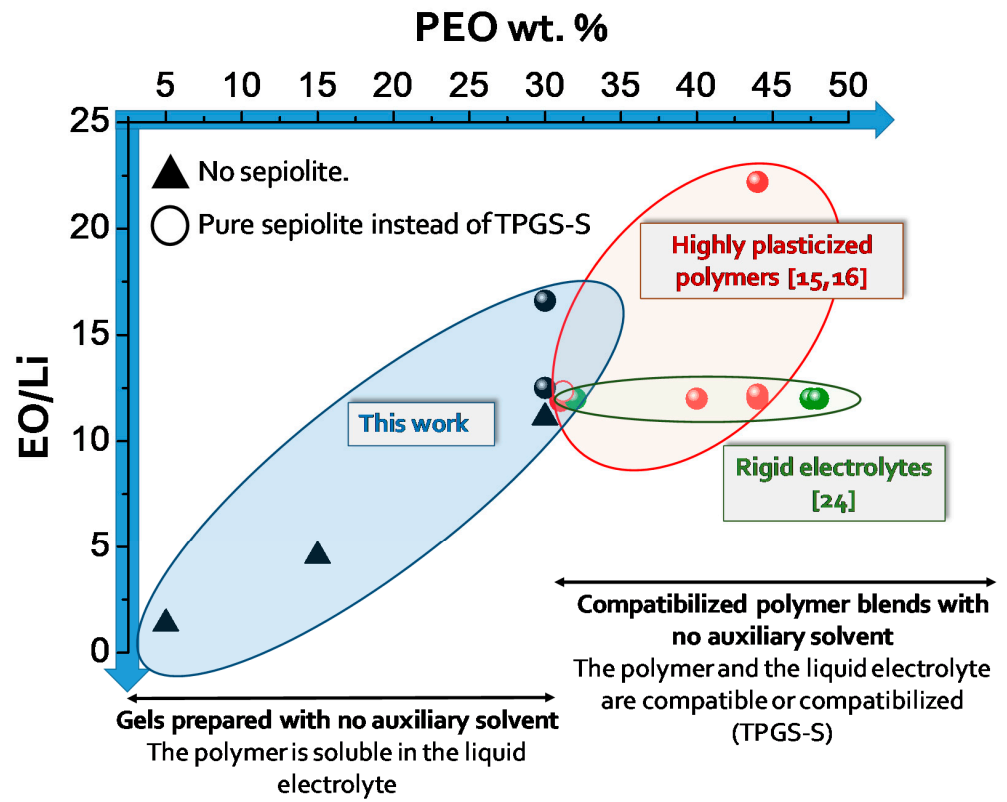 PEO wt. %
5 10 15 20 25 30 35 40 45 50
25
20
15
10
5
0
EO/Li
No sepiolite.
Pure sepiolite instead of TPGS-S
Highly plasticized
polymers [15,16]
This work
Rigid electrolytes
[24]
Compatibilized polymer blends with
no auxiliary solvent
The polymer and the liquid electrolyte
are compatible or compatibilized
(TPGS-S)
Gels prepared with no auxiliary solvent
The polymer is soluble in the liquid
electrolyte